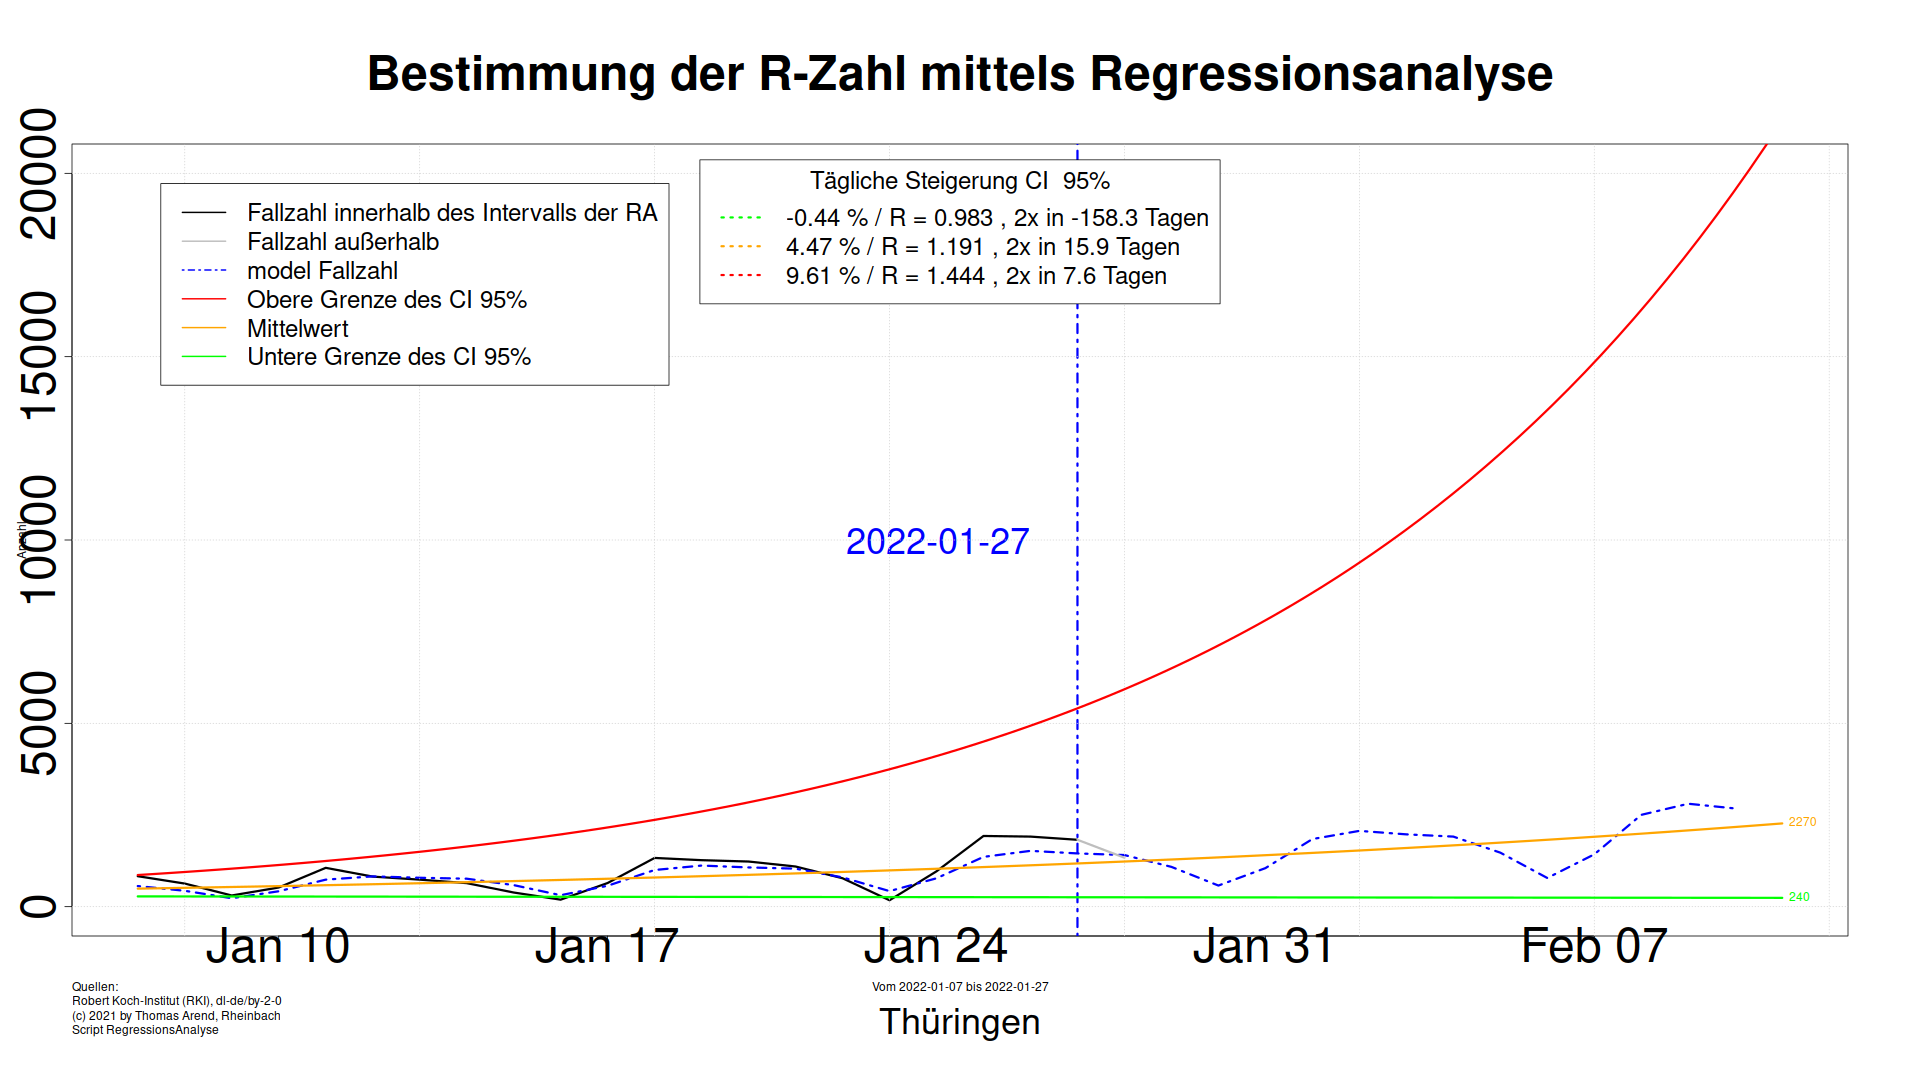 Bestimmung der R-Zahl mittels Regressionsanalyse
Tägliche Steigerung CI  95%
-0.44 % / R = 0.983 , 2x in -158.3 Tagen
4.47 % / R = 1.191 , 2x in 15.9 Tagen
9.61 % / R = 1.444 , 2x in 7.6 Tagen
Fallzahl innerhalb des Intervalls der RA
Fallzahl außerhalb
model Fallzahl
Obere Grenze des CI 95%
Mittelwert
Untere Grenze des CI 95%
20000
15000
10000
5000
0
Anzahl
2022-01-27
2270
240
Jan 10
Jan 17
Jan 24
Jan 31
Feb 07
Quellen:
Robert Koch-Institut (RKI), dl-de/by-2-0
(c) 2021 by Thomas Arend, Rheinbach
Script RegressionsAnalyse
Vom 2022-01-07 bis 2022-01-27
Thüringen